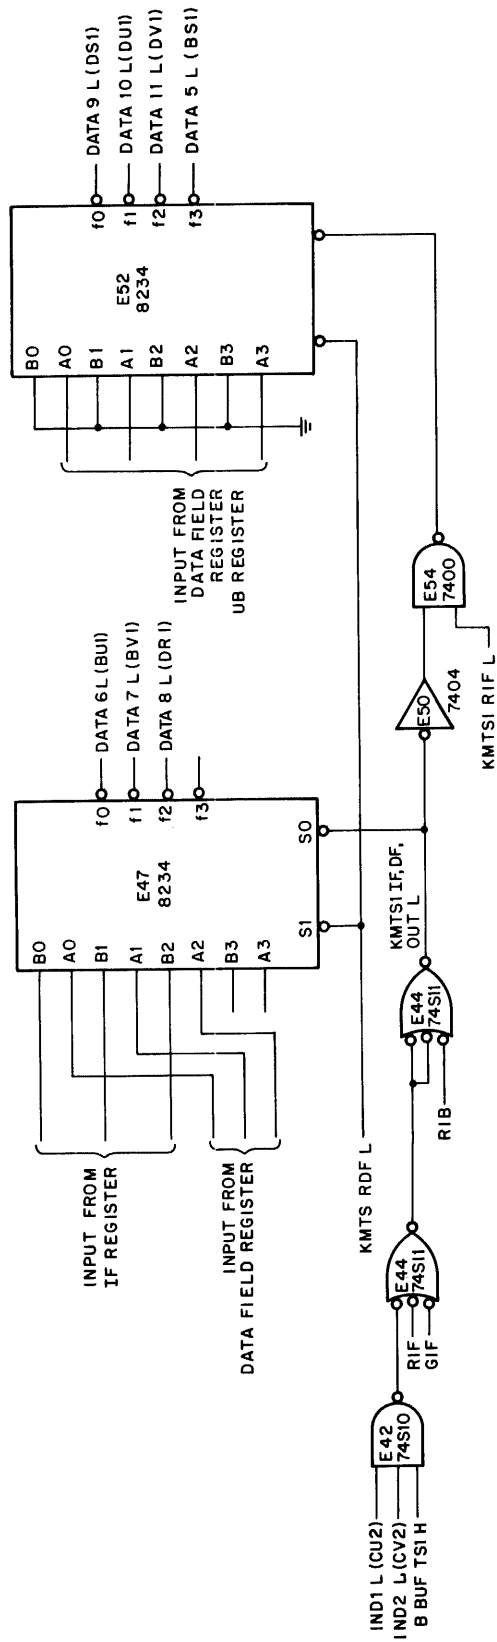 B0
A0
B1
A1
B2
A2
B3
A3
E47
8234
f0
f1
f2
f3
S1
S0
DATA 6 L (BU1)
DATA 7 L (BV1)
DATA 8 L (DR1)
INPUT FROM
IF REGISTER
INPUT FROM
DATA FIELD REGISTER
B0
A0
B1
A1
B2
A2
B3
A3
E52
8234
f0
f1
f2
f3
DATA 9 L (DS1)
DATA 10 L (DU1)
DATA 11 L (DV1)
DATA 5 L (BS1)
INPUT FROM
DATA FIELD
REGISTER
UB REGISTER
KMTS RDF L
IND1 L (CU2)
IND2 L (CV2)
B BUF TS1 H
E42
74S10
RIF
GIF
E44
74S11
RIB
E44
74S11
KMTS1 IF, DF,
OUT L
E50
7404
KMTS1 RIF L
E54
7400